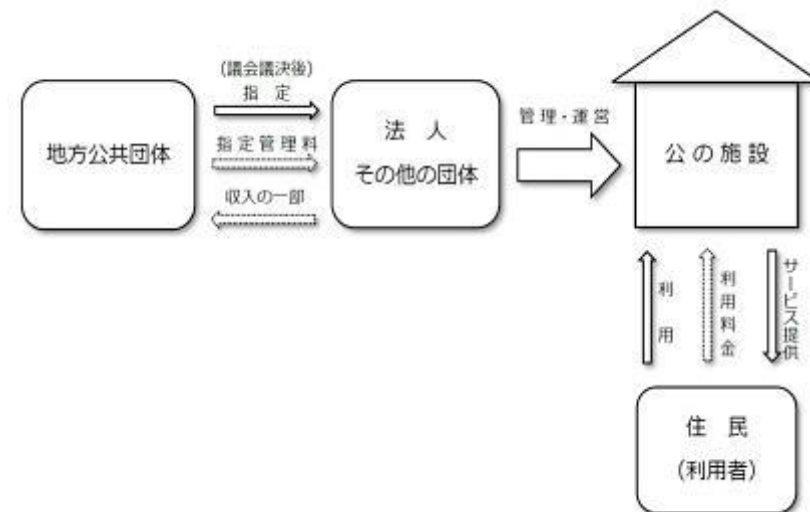 地方公共団体
(議会議決後)
指定
指定管理料
収入の一部
法人
その他の団体
管理・運営
公の施設
利用
利用料金
サービス提供
住民
(利用者)